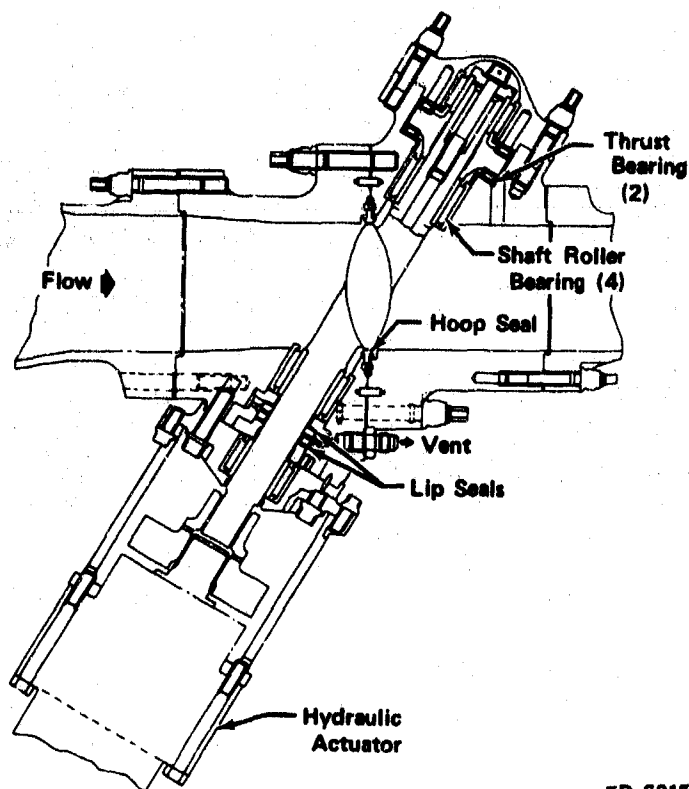 Thrust
Bearing
(2)
Shaft Roller
Bearing (4)
Flow
Hoop Seal
Vent
Lip Seals
Hydraulic
Actuator